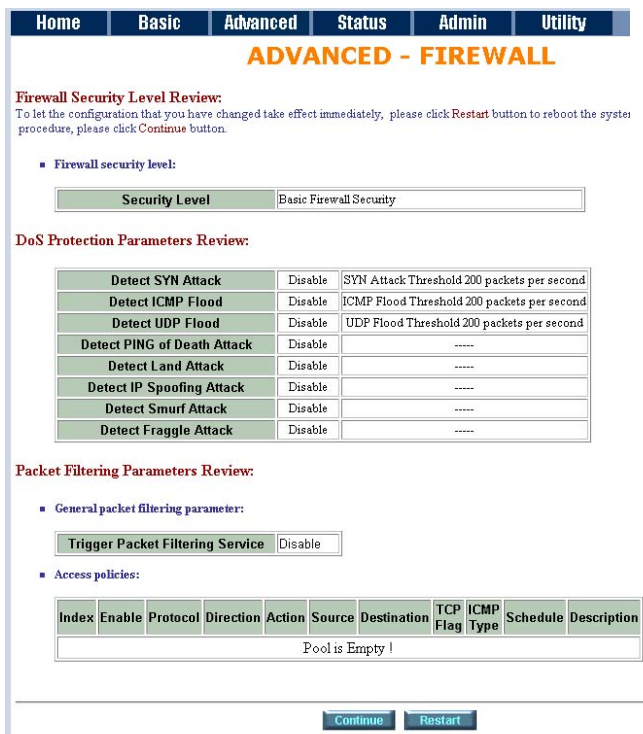 Home Basic Advanced Status Admin Utility
ADVANCED - FIREWALL
Firewall Security Level Review:
To let the configuration that you have changed take effect immediately, please click Restart button to reboot the
procedure, please click Continue button.
Firewall security level:
Security Level Basic Firewall Security
DoS Protection Parameters Review:
Detect SYN Attack Disable SYN Attack Threshold 200 packets per second
Detect ICMP Flood Disable ICMP Flood Threshold 200 packets per second
Detect UDP Flood Disable UDP Flood Threshold 200 packets per second
Detect PING of Death Attack Disable -----
Detect Land Attack Disable -----
Detect IP Spoofing Attack Disable -----
Detect Smurf Attack Disable -----
Detect Fraggle Attack Disable -----
Packet Filtering Parameters Review:
General packet filtering parameter:
Trigger Packet Filtering Service Disable
Access policies:
Index Enable Protocol Direction Action Source Destination TCP Flag ICMP Type Schedule Description
Pool is Empty !
Continue Restart